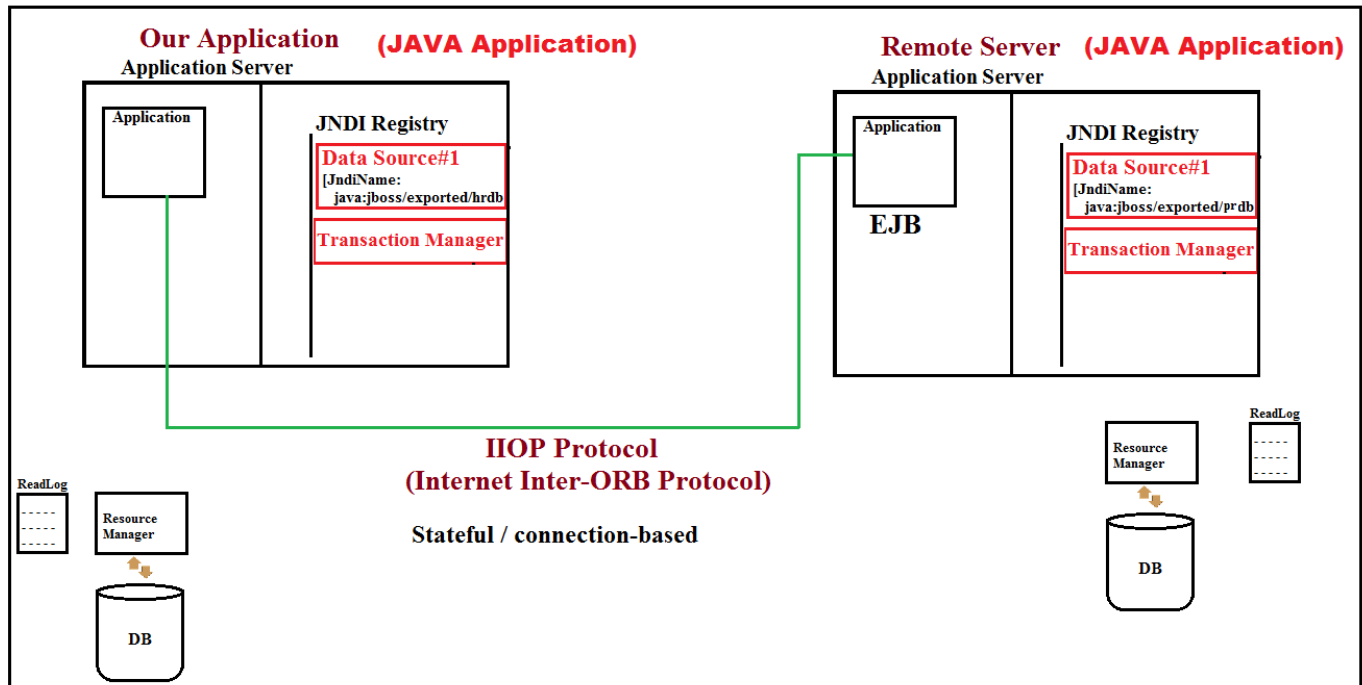 Our Application (JAVA Application)
Application Server
Application
JNDI Registry
Data Source#1
[JndiName:
java:jboss/exported/hrdb
Transaction Manager
Remote Server (JAVA Application)
Application Server
Application
EJB
JNDI Registry
Data Source#1
[JndiName:
java:jboss/exported/prdb
Transaction Manager
IIOP Protocol
(Internet Inter-ORB Protocol)
Stateful / connection-based
ReadLog
-----
-----
-----
Resource
Manager
DB
Resource
Manager
DB
ReadLog
-----
-----
-----